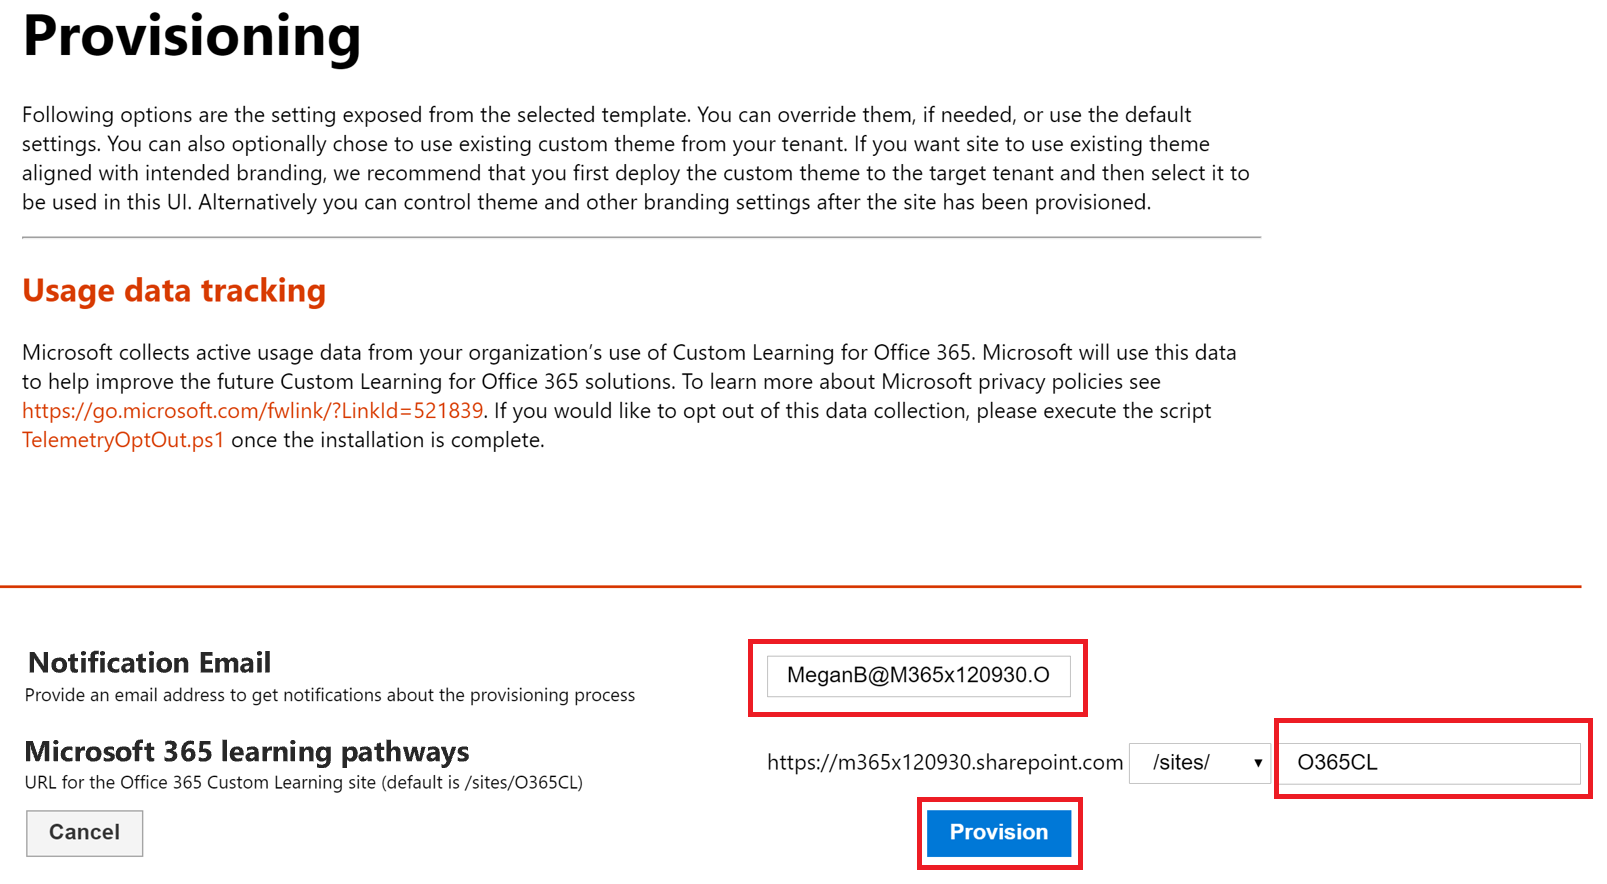 Provisioning
Following options are the setting exposed from the selected template. You can override them, if needed, or use the default
settings. You can also optionally chose to use existing custom theme from your tenant. If you want site to use existing theme
aligned with intended branding, we recommend that you first deploy the custom theme to the target tenant and then select it to
be used in this UI. Alternatively you can control theme and other branding settings after the site has been provisioned.
Usage data tracking
Microsoft collects active usage data from your organization’s use of Custom Learning for Office 365. Microsoft will use this data
to help improve the future Custom Learning for Office 365 solutions. To learn more about Microsoft privacy policies see
https://go.microsoft.com/fwlink/?LinkId=521839. If you would like to opt out of this data collection, please execute the script
TelemetryOptOut.ps1 once the installation is complete.
Notification Email
MeganB@M365x120930.O
Provide an email address to get notifications about the provisioning process
Microsoft 365 learning pathways
https://m365x120930.sharepoint.com /sites/ O365CL
URL for the Office 365 Custom Learning site (default is /sites/O365CL)
Cancel Provision